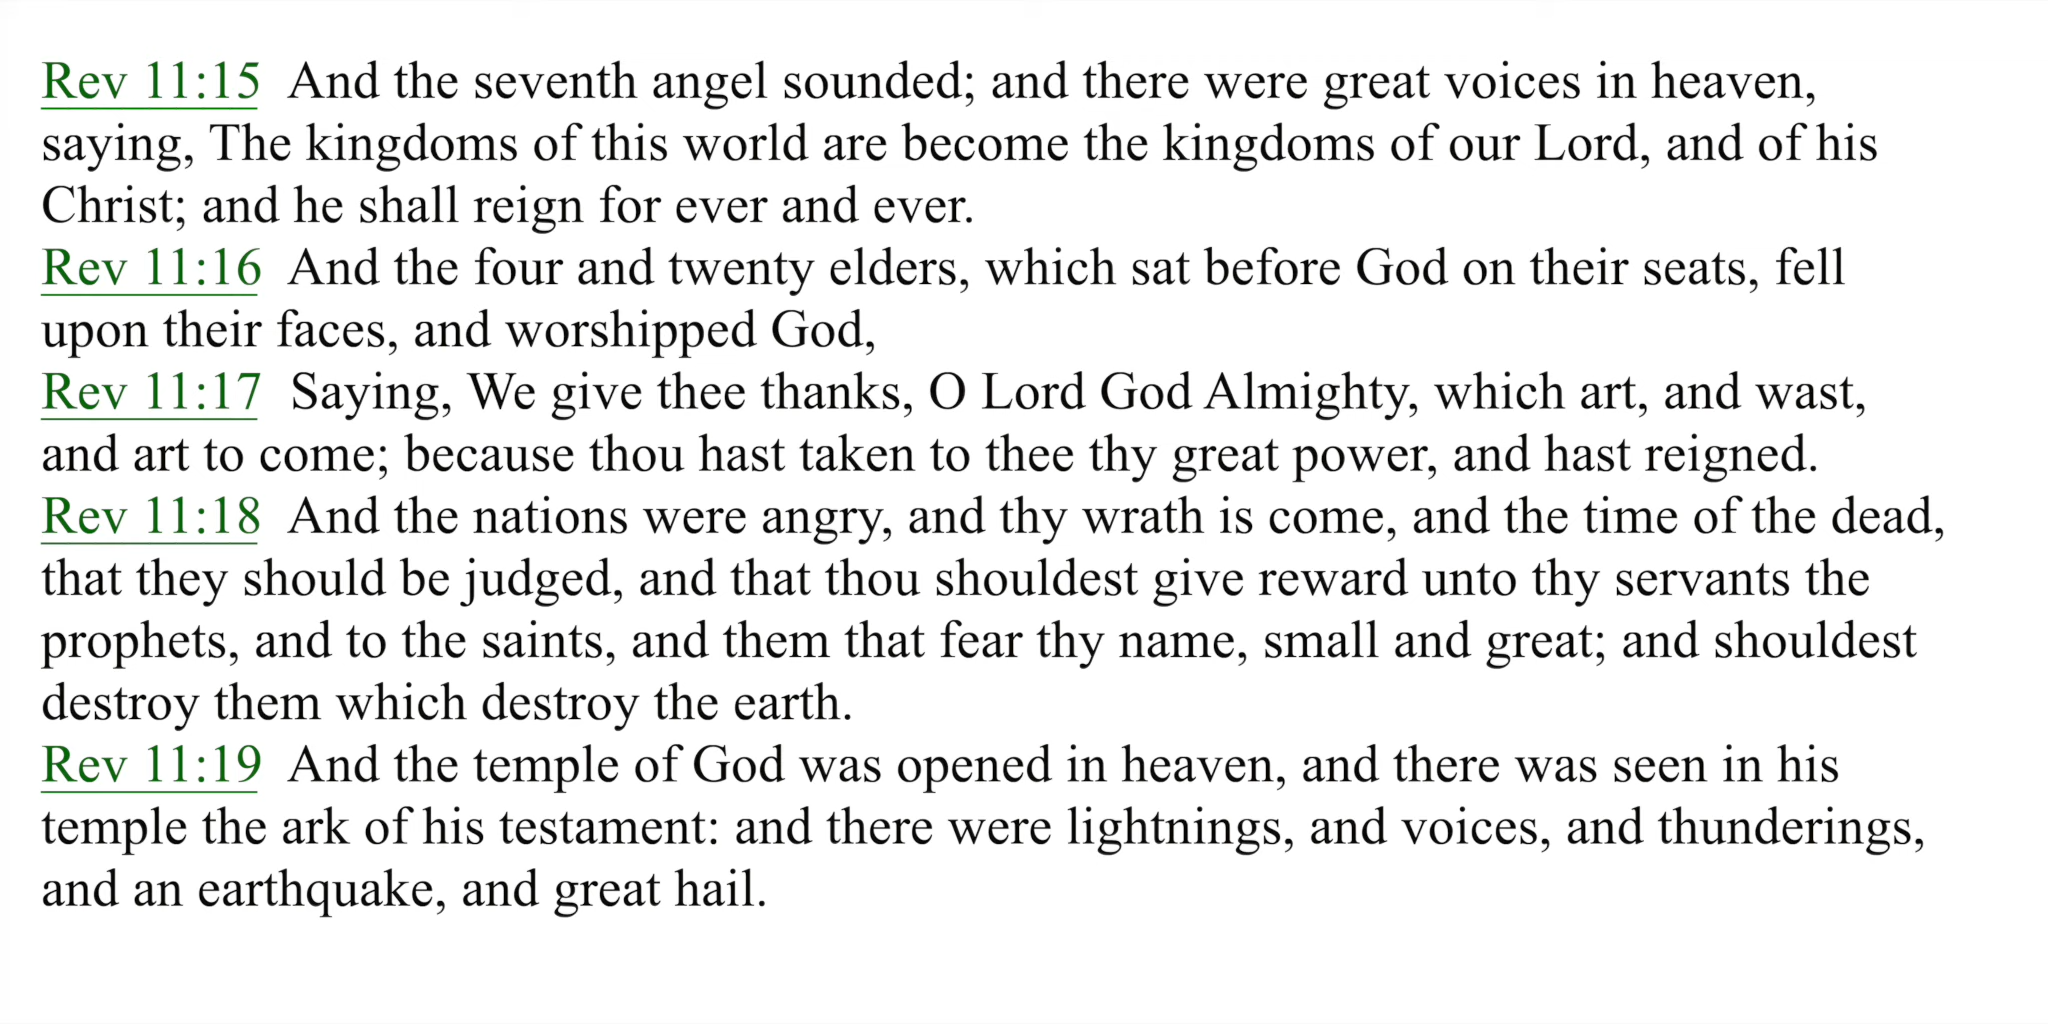 Rev 11:15 And the seventh angel sounded; and there were great voices in heaven,
saying, The kingdoms of this world are become the kingdoms of our Lord, and of his
Christ; and he shall reign for ever and ever.
Rev 11:16 And the four and twenty elders, which sat before God on their seats, fell
upon their faces, and worshipped God,
Rev 11:17 Saying, We give thee thanks, O Lord God Almighty, which art, and wast,
and art to come; because thou hast taken to thee thy great power, and hast reigned.
Rev 11:18 And the nations were angry, and thy wrath is come, and the time of the dead,
that they should be judged, and that thou shouldest give reward unto thy servants the
prophets, and to the saints, and them that fear thy name, small and great; and shouldest
destroy them which destroy the earth.
Rev 11:19 And the temple of God was opened in heaven, and there was seen in his
temple the ark of his testament: and there were lightnings, and voices, and thunderings,
and an earthquake, and great hail.